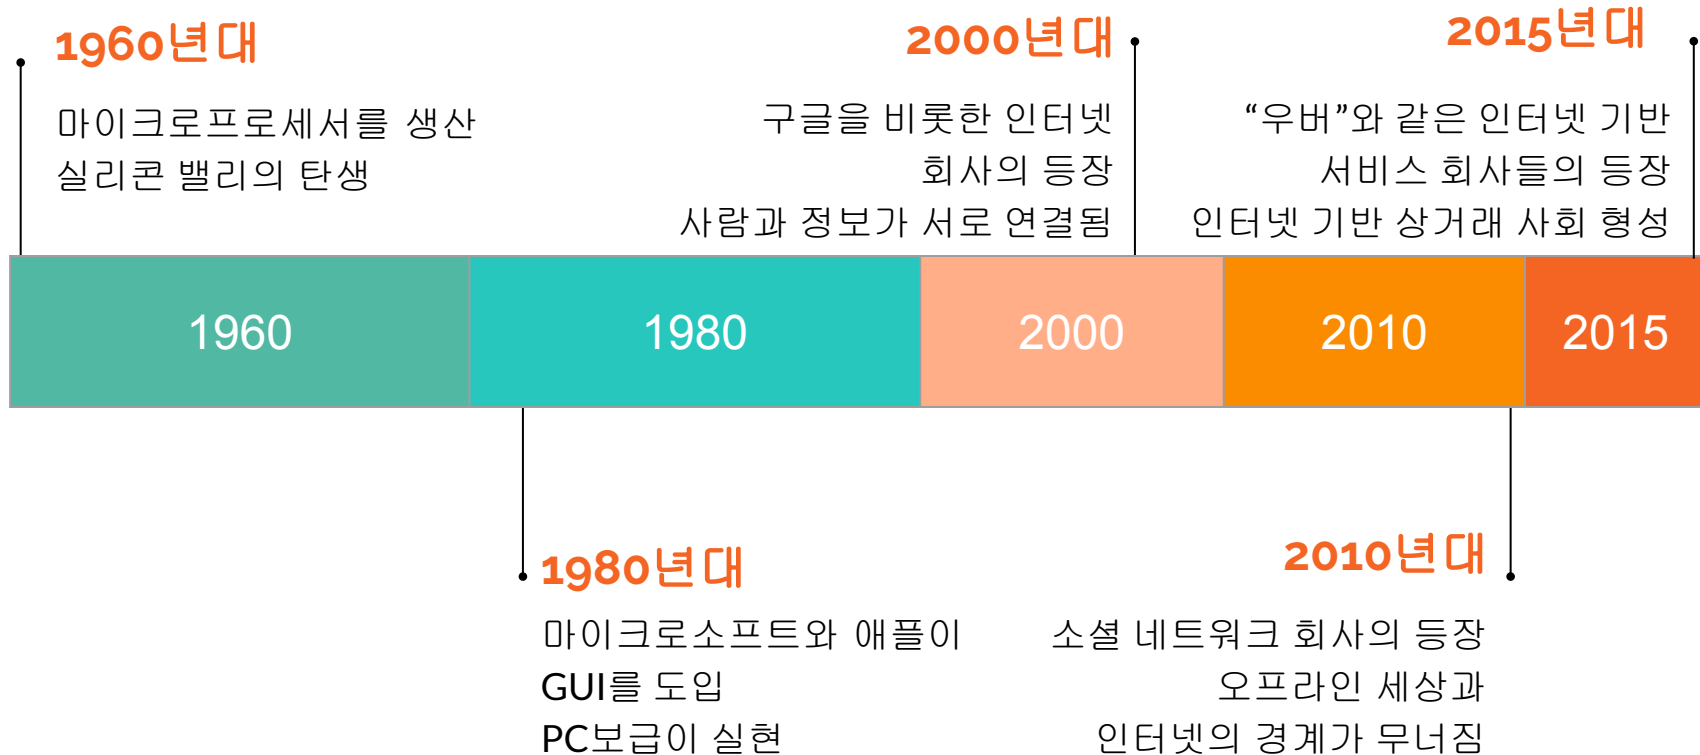 1960년대
마이크로프로세서를 생산
실리콘 밸리의 탄생
2000년대
구글을 비롯한 인터넷
회사의 등장
사람과 정보가 서로 연결됨
2015년대
“우버”와 같은 인터넷 기반
서비스 회사들의 등장
인터넷 기반 상거래 사회 형성
1960
1980
2000
2010
2015
1980년대
마이크로소프트와 애플이
GUI를 도입
PC보급이 실현
2010년대
소셜 네트워크 회사의 등장
오프라인 세상과
인터넷의 경계가 무너짐